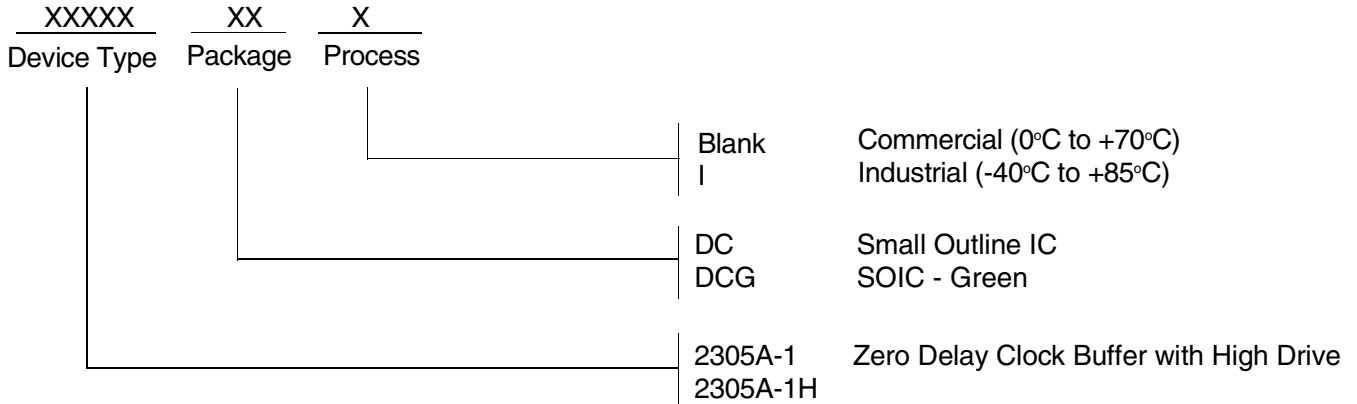 XXXXX XX X
Device Type Package Process
Blank Commercial (0°C to +70°C)
I Industrial (-40°C to +85°C)
DC Small Outline IC
DCG SOIC - Green
2305A-1 Zero Delay Clock Buffer with High Drive
2305A-1H